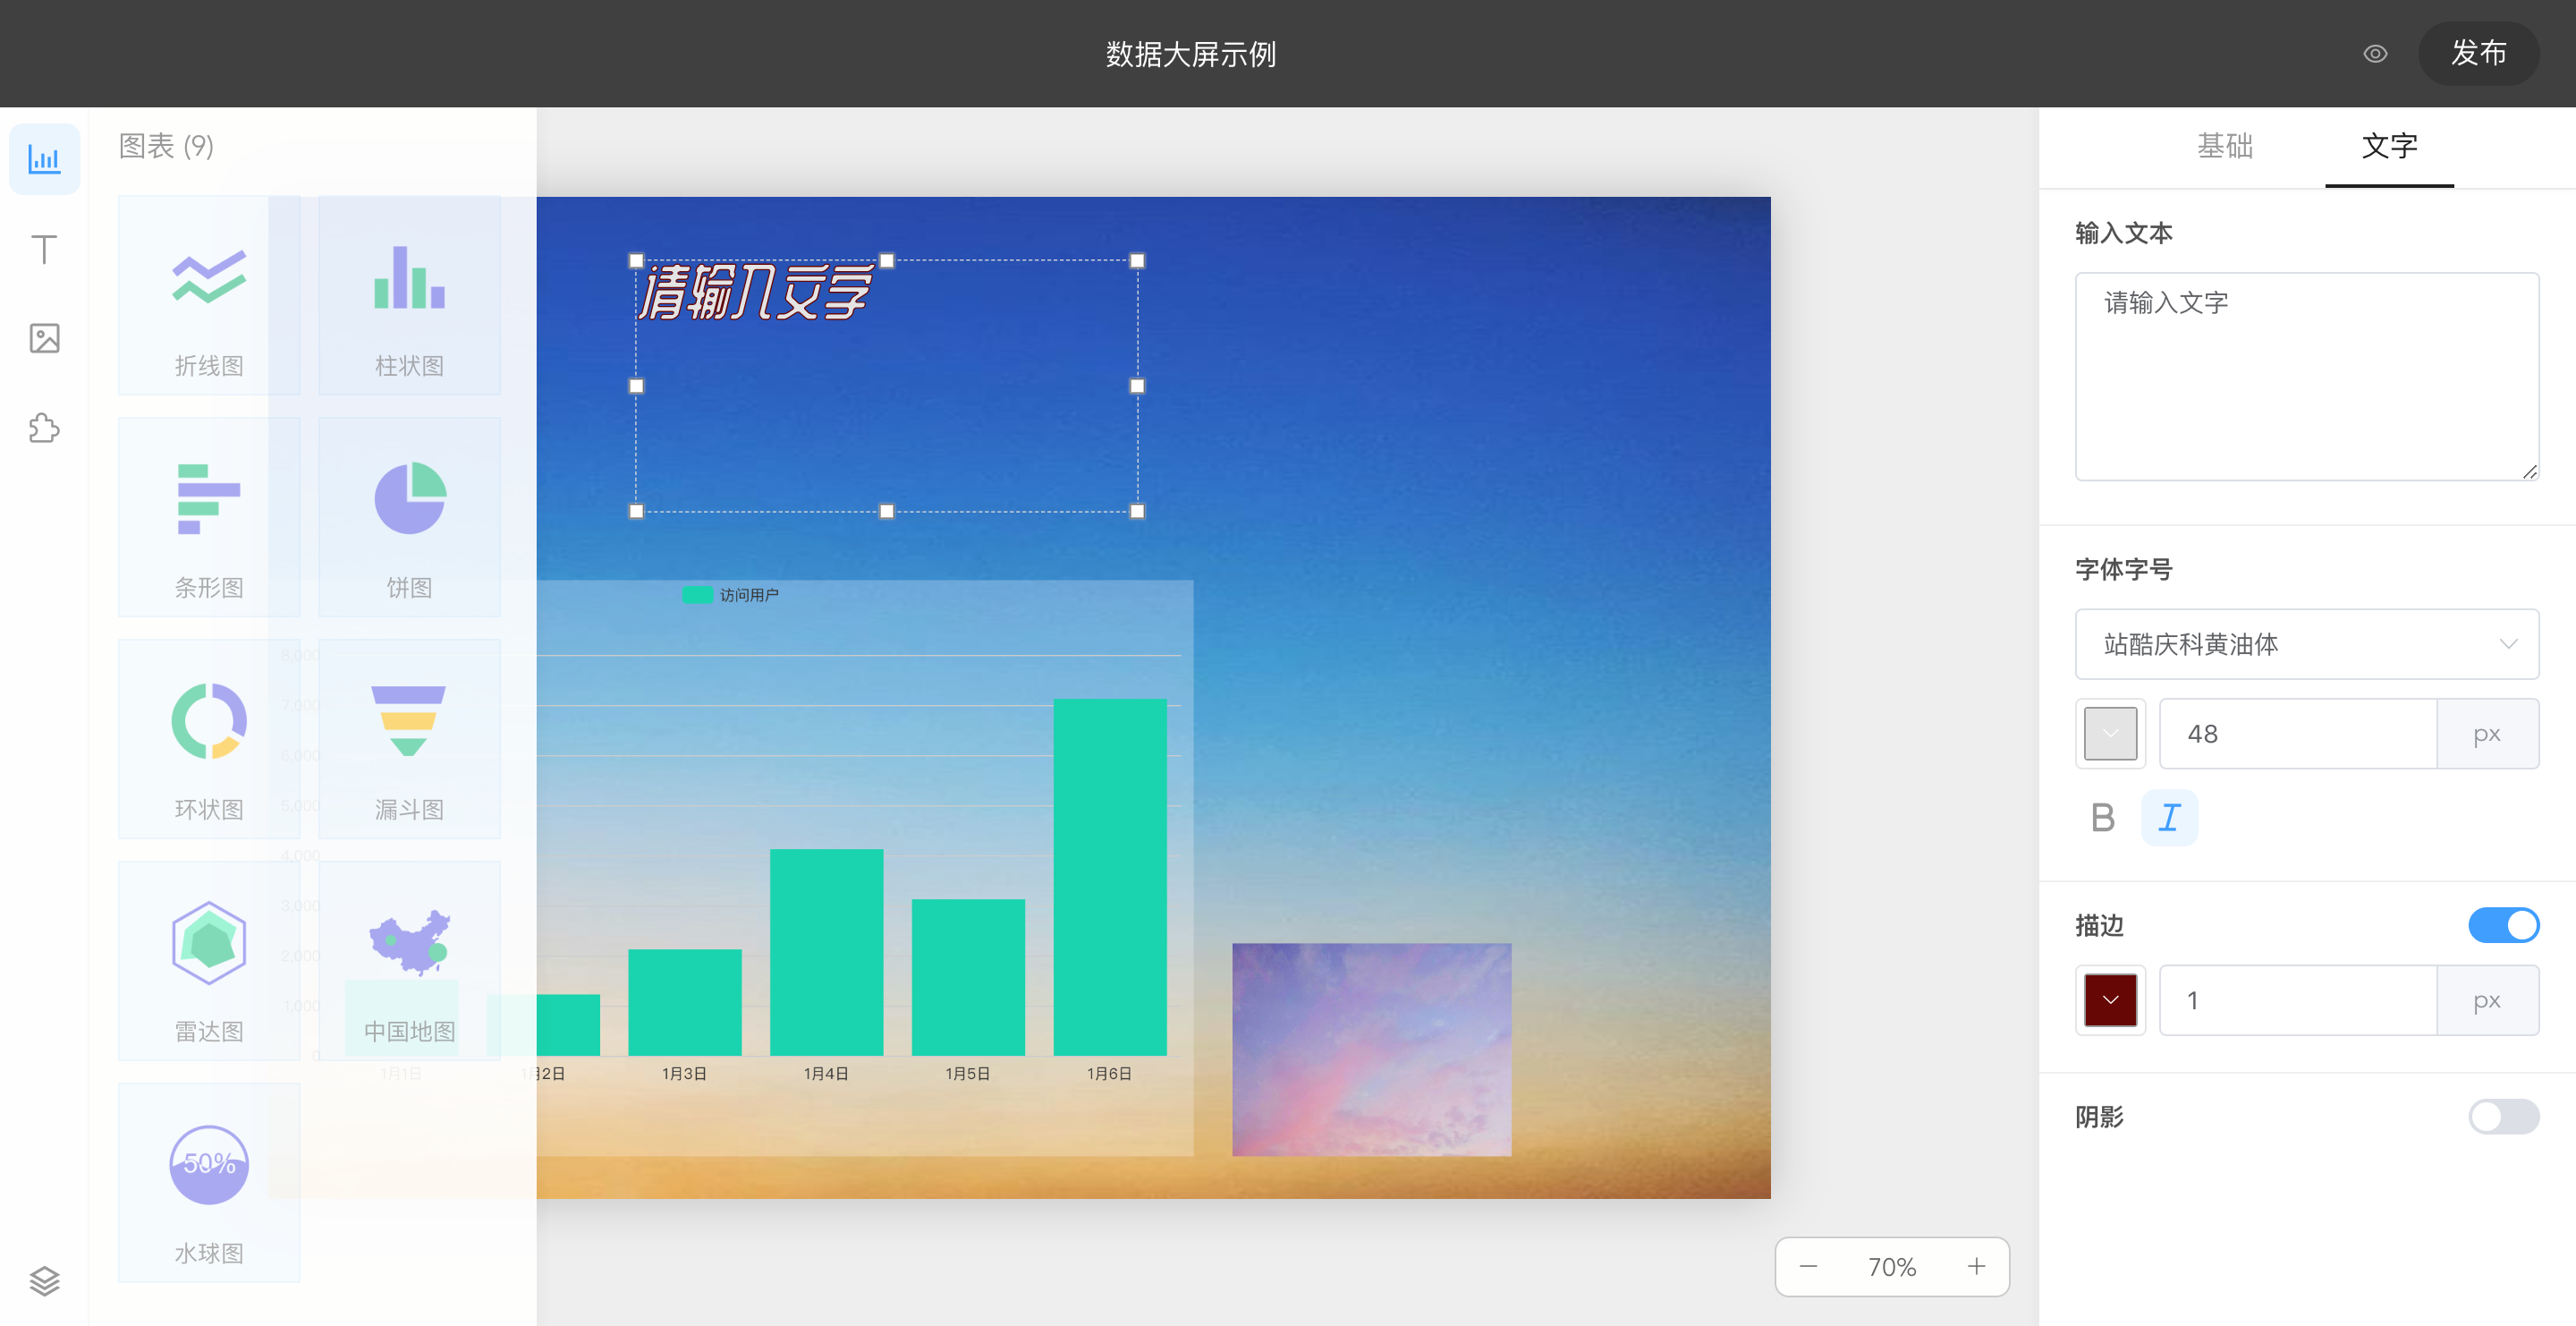 数据大屏示例
发布
图表 (9)
折线图
柱状图
条形图
饼图
环状图
漏斗图
雷达图
中国地图
50%
水球图
请输入文字
访问用户
8,000
7,000
6,000
5,000
4,000
3,000
2,000
1,000
0
1月1日
1月2日
1月3日
1月4日
1月5日
1月6日
70%
基础
文字
输入文本
请输入文字
字体字号
站酷庆科黄油体
48
px
B
I
描边
1
px
阴影